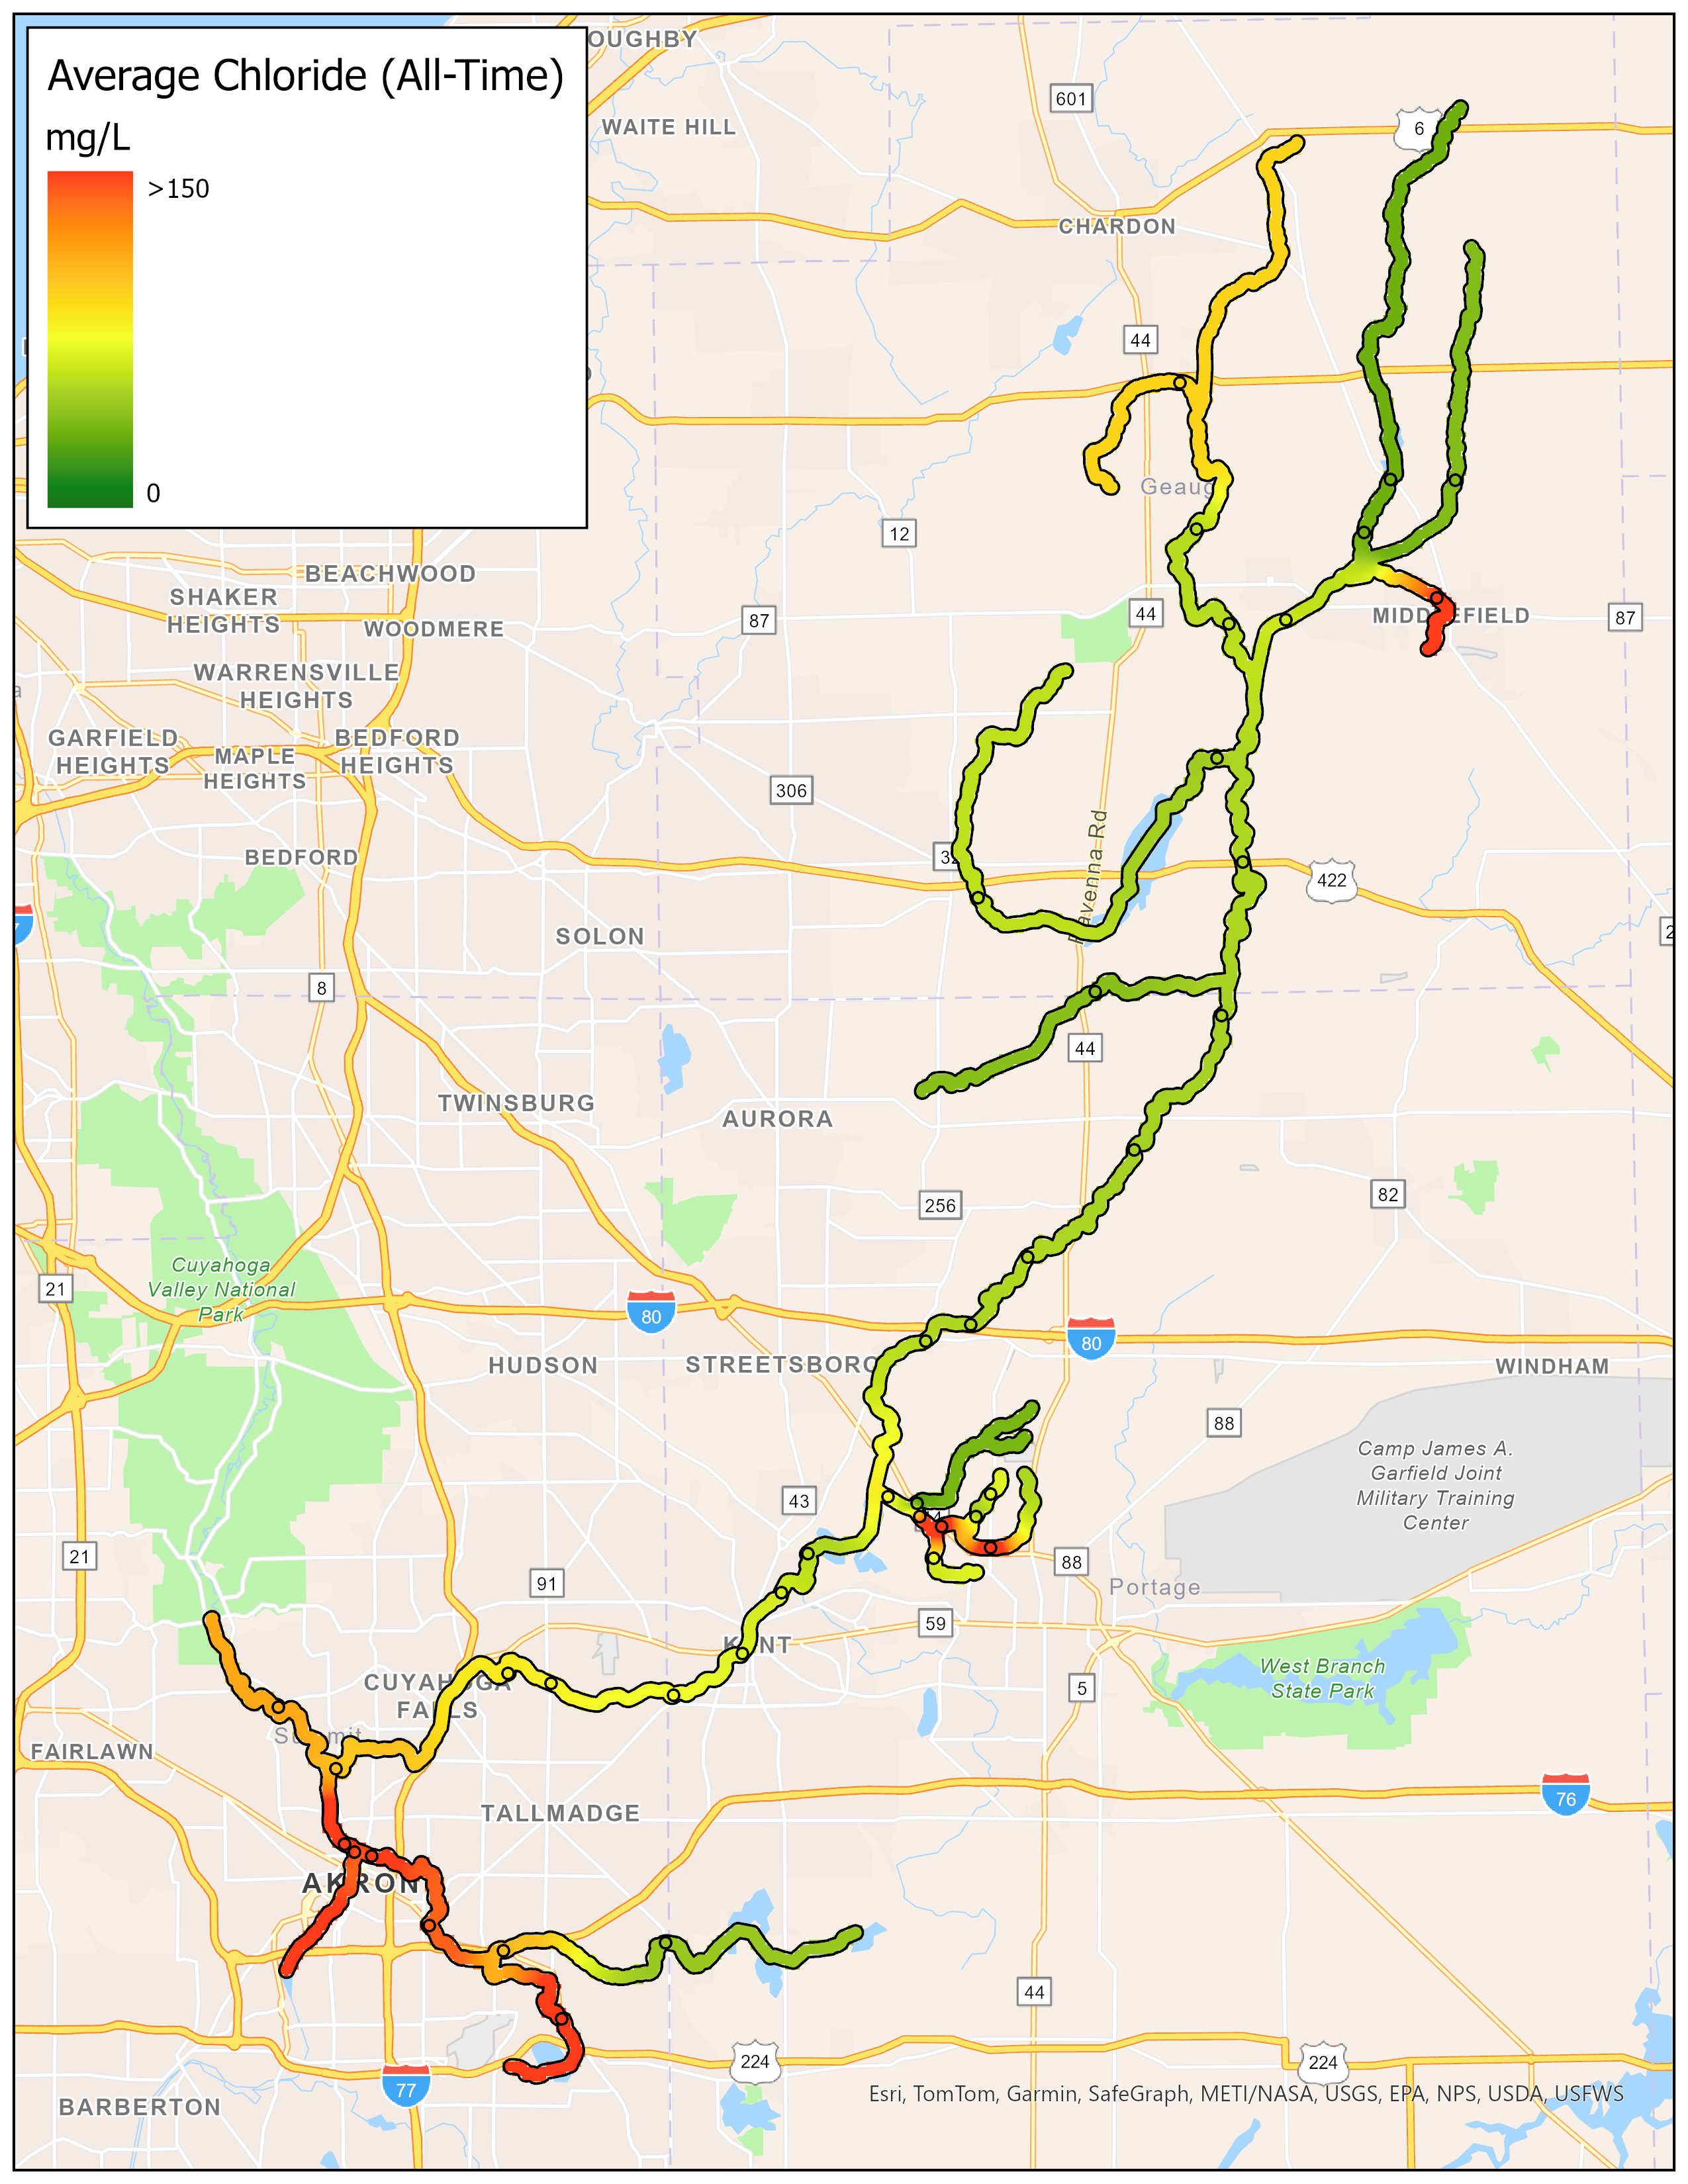 Average Chloride (All-Time)
mg/L
>150
0
OUGHBY
WAITE HILL
601
6
CHARDON
44
Geaug
12
BEACHWOOD
SHAKER
HEIGHTS
WOODMERE
87
44
MIDD EFIELD
87
WARRENSVILLE
HEIGHTS
GARFIELD
HEIGHTS
MAPLE
HEIGHTS
BEDFORD
HEIGHTS
306
BEDFORD
Ravenna Rd
422
SOLON
8
44
TWINSBURG
AURORA
82
256
Cuyahoga
Valley National
Park
21
80
80
HUDSON
STREETSBORO
WINDHAM
88
Camp James A.
Garfield Joint
Military Training
Center
43
21
91
88
Portage
59
KENT
CUYAHOGA
FALLS
5
West Branch
State Park
Summit
FAIRLAWN
76
TALLMADGE
AKRON
44
224
224
77
BARBERTON
Esri, TomTom, Garmin, SafeGraph, METI/NASA, USGS, EPA, NPS, USDA, USFWS